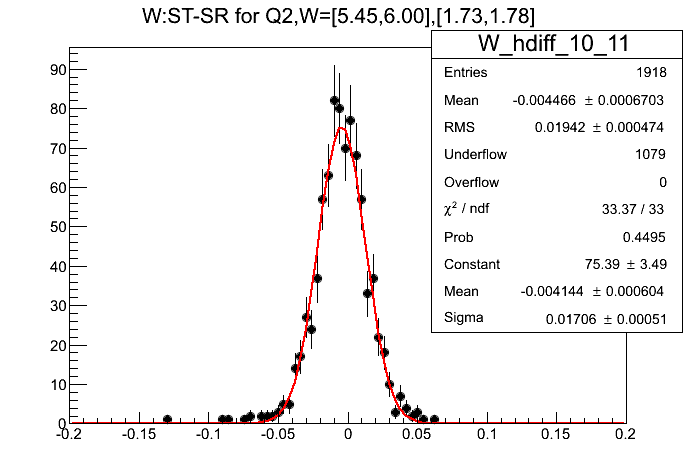 W:ST-SR for Q2,W=[5.45,6.00],[1.73,1.78]
W_hdiff_10_11
Entries 1918
Mean -0.004466 ± 0.0006703
RMS 0.01942 ± 0.000474
Underflow 1079
Overflow 0
χ² / ndf 33.37 / 33
Prob 0.4495
Constant 75.39 ± 3.49
Mean -0.004144 ± 0.000604
Sigma 0.01706 ± 0.00051
90
80
70
60
50
40
30
20
10
0
-0.2 -0.15 -0.1 -0.05 0 0.05 0.1 0.15 0.2